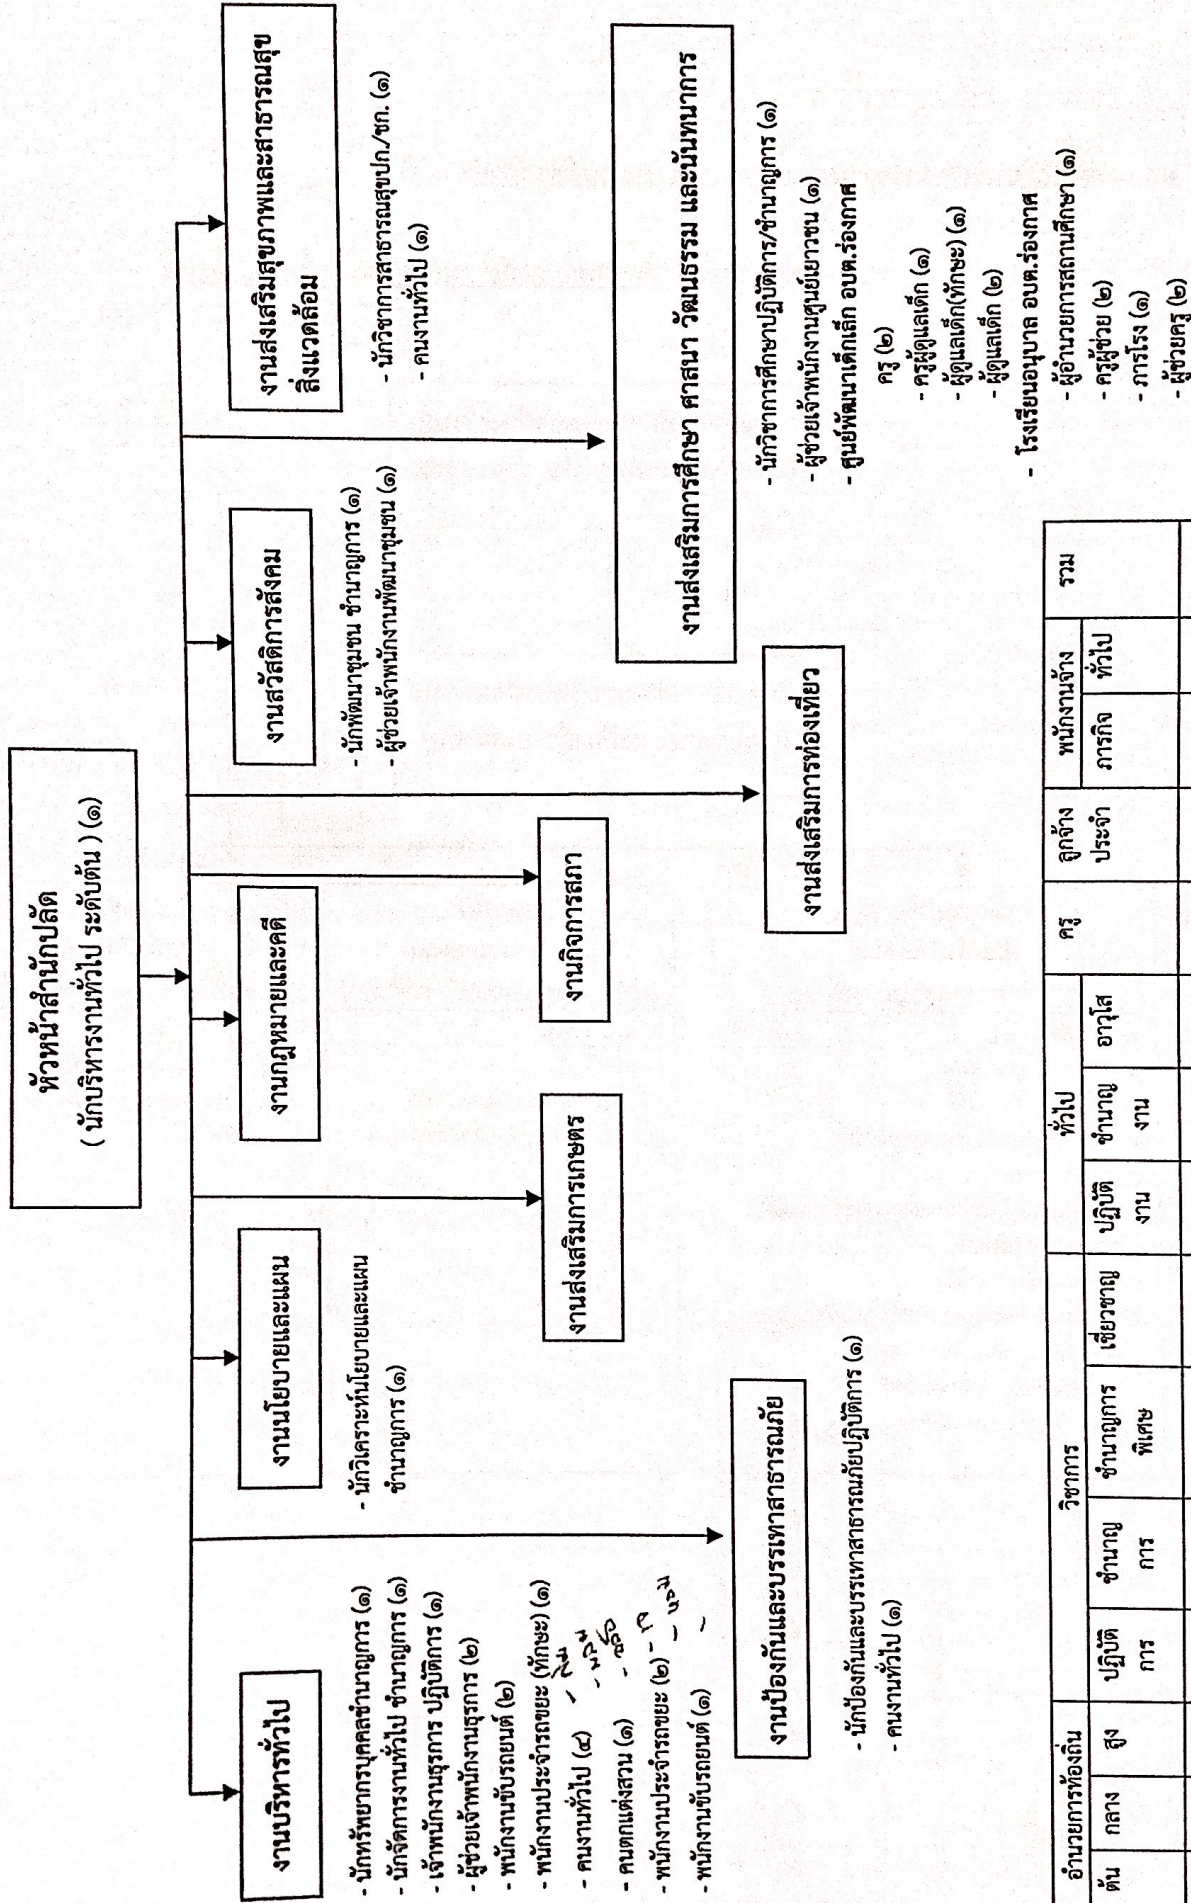 หัวหน้าสำนักปลัด
( นักบริหารงานทั่วไป ระดับต้น ) (๑)
งานบริหารทั่วไป
- นักทรัพยากรบุคคลชำนาญการ (๑)
- นักจัดการงานทั่วไป ชำนาญการ (๑)
- เจ้าพนักงานธุรการ ปฏิบัติการ (๑)
- ผู้ช่วยเจ้าพนักงานธุรการ (๒)
- พนักงานขับรถยนต์ (๒)
- พนักงานประจำรถขยะ (ทักษะ) (๑)
- คนงานทั่วไป (๔)
- คนตกแต่งสวน (๑)
- พนักงานประจำรถขยะ (๒)
- พนักงานขับรถยนต์ (๑)
งานนโยบายและแผน
- นักวิเคราะห์นโยบายและแผน
ชำนาญการ (๑)
งานกฎหมายและคดี
งานสวัสดิการสังคม
- นักพัฒนาชุมชน ชำนาญการ (๑)
- ผู้ช่วยเจ้าพนักงานพัฒนาชุมชน (๑)
งานส่งเสริมสุขภาพและสาธารณสุข
สิ่งแวดล้อม
- นักวิชาการสาธารณสุขปก./ชก. (๑)
- คนงานทั่วไป (๑)
งานส่งเสริมการเกษตร
งานกิจการสภา
งานส่งเสริมการศึกษา ศาสนา วัฒนธรรม และนันทนาการ
- นักวิชาการศึกษาปฏิบัติการ/ชำนาญการ (๑)
- ผู้ช่วยเจ้าพนักงานศูนย์เยาวชน (๑)
- ศูนย์พัฒนาเด็กเล็ก อบต.ร่องกาศ
ครู (๒)
- ครูผู้ดูแลเด็ก (๑)
- ผู้ดูแลเด็ก(ทักษะ) (๑)
- ผู้ดูแลเด็ก (๒)
- โรงเรียนอนุบาล อบต.ร่องกาศ
- ผู้อำนวยการสถานศึกษา (๑)
- ครูผู้ช่วย (๒)
- ภารโรง (๑)
- ผู้ช่วยครู (๒)
งานป้องกันและบรรเทาสาธารณภัย
- นักป้องกันและบรรเทาสาธารณภัยปฏิบัติการ (๑)
- คนงานทั่วไป (๑)
งานส่งเสริมการท่องเที่ยว
อำนวยการท้องถิ่น วิชาการ ทั่วไป ครู ลูกจ้างประจำ พนักงานจ้าง รวม
ต้น กลาง สูง ปฏิบัติการ ชำนาญการ ชำนาญการพิเศษ เชี่ยวชาญ ปฏิบัติงาน ชำนาญงาน อาวุโส ภารกิจ ทั่วไป